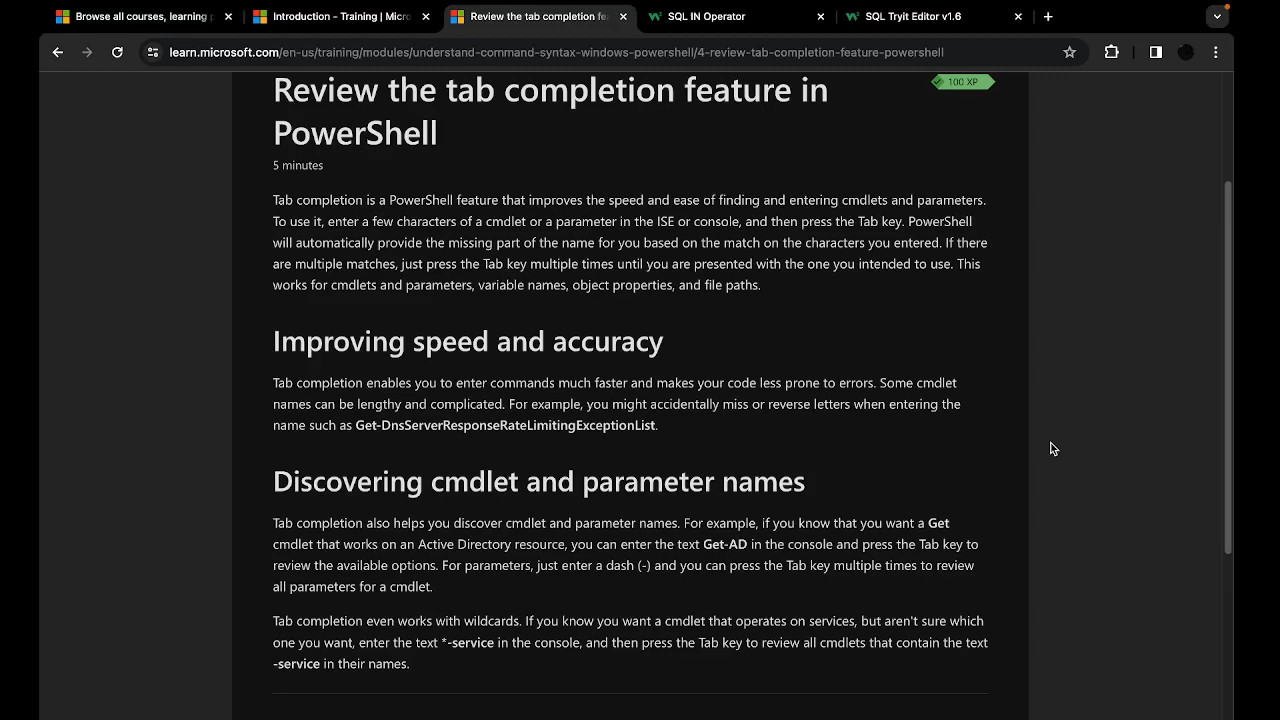 Browse all courses, learning p
Introduction - Training | Micro
Review the tab completion fea
SQL IN Operator
SQL Tryit Editor v1.6
learn.microsoft.com/en-us/training/modules/understand-command-syntax-windows-powershell/4-review-tab-completion-feature-powershell
Review the tab completion feature in
PowerShell
100 XP
5 minutes
Tab completion is a PowerShell feature that improves the speed and ease of finding and entering cmdlets and parameters.
To use it, enter a few characters of a cmdlet or a parameter in the ISE or console, and then press the Tab key. PowerShell
will automatically provide the missing part of the name for you based on the match on the characters you entered. If there
are multiple matches, just press the Tab key multiple times until you are presented with the one you intended to use. This
works for cmdlets and parameters, variable names, object properties, and file paths.
Improving speed and accuracy
Tab completion enables you to enter commands much faster and makes your code less prone to errors. Some cmdlet
names can be lengthy and complicated. For example, you might accidentally miss or reverse letters when entering the
name such as Get-DnsServerResponseRateLimitingExceptionList.
Discovering cmdlet and parameter names
Tab completion also helps you discover cmdlet and parameter names. For example, if you know that you want a Get
cmdlet that works on an Active Directory resource, you can enter the text Get-AD in the console and press the Tab key to
review the available options. For parameters, just enter a dash (-) and you can press the Tab key multiple times to review
all parameters for a cmdlet.
Tab completion even works with wildcards. If you know you want a cmdlet that operates on services, but aren't sure which
one you want, enter the text *-service in the console, and then press the Tab key to review all cmdlets that contain the text
-service in their names.